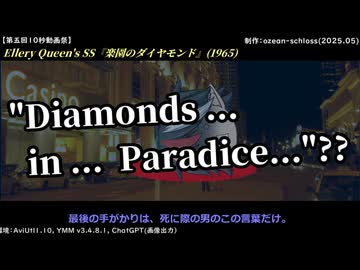 【第五回10秒動画祭】
制作：ozean-schloss(2025.05)
Ellery Queen's SS『楽園のダイヤモンド』(1965)
Casino
"Diamonds ...
in ... Paradice..."??
最後の手がかりは、死に際の男のこの言葉だけ。
環境：AviUtl1.10, YMM v3.4.8.1, ChatGPT(画像出力)